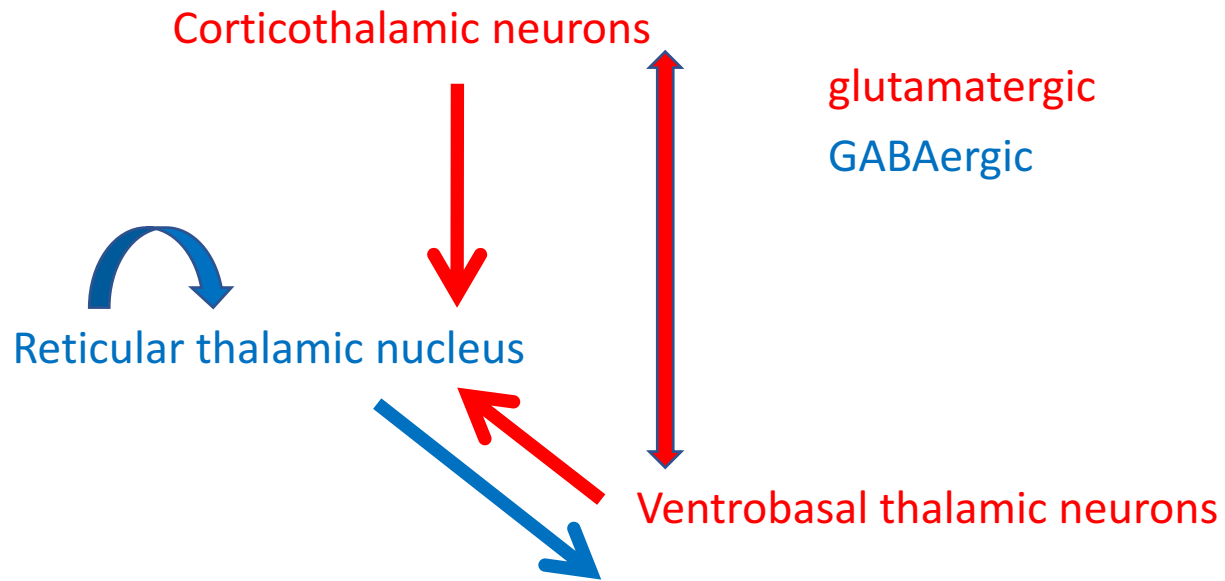 Corticothalamic neurons
glutamatergic
GABAergic
Reticular thalamic nucleus
Ventrobasal thalamic neurons